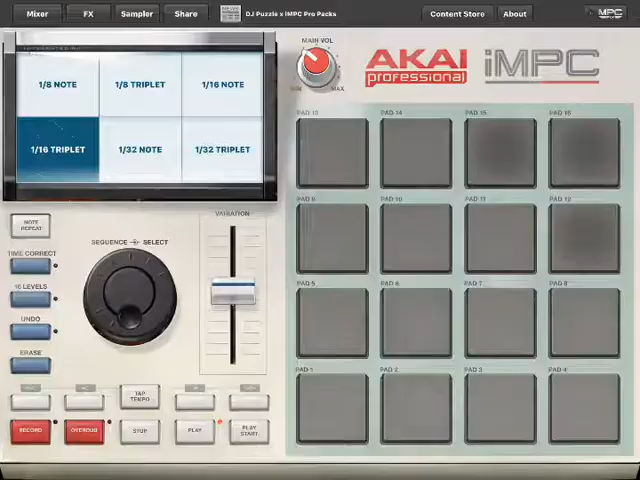 Mixer
FX
Sampler
Share
NEW
DJ Puzzle x iMPC Pro Packs
Content Store
About
MPC
1/8 NOTE
1/8 TRIPLET
1/16 NOTE
1/16 TRIPLET
1/32 NOTE
1/32 TRIPLET
MAIN VOL
MIN
MAX
AKAI
professional
iMPC
PAD 13
PAD 14
PAD 15
PAD 16
PAD 9
PAD 10
PAD 11
PAD 12
PAD 5
PAD 6
PAD 7
PAD 8
PAD 1
PAD 2
PAD 3
PAD 4
NOTE
REPEAT
TIME CORRECT
16 LEVELS
UNDO
ERASE
SEQUENCE
SELECT
VARIATION
TAP
TEMPO
RECORD
OVERDUB
STOP
PLAY
PLAY
START